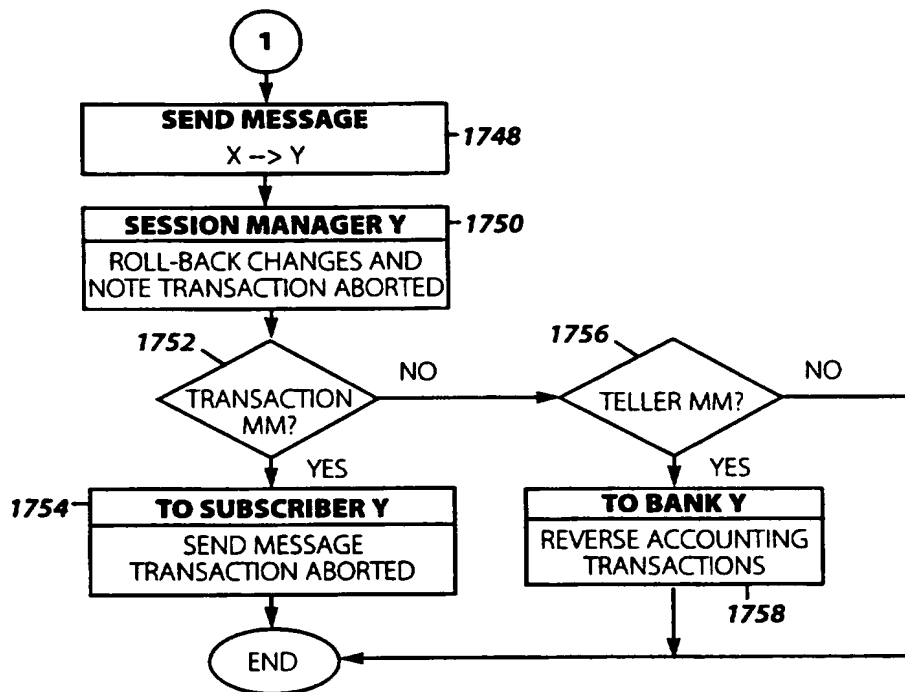 1
SEND MESSAGE
X --> Y
1748
SESSION MANAGER Y
1750
ROLL-BACK CHANGES AND
NOTE TRANSACTION ABORTED
1752
TRANSACTION
MM?
NO
YES
1756
TELLER MM?
NO
YES
1754
TO SUBSCRIBER Y
SEND MESSAGE
TRANSACTION ABORTED
TO BANK Y
REVERSE ACCOUNTING
TRANSACTIONS
1758
END